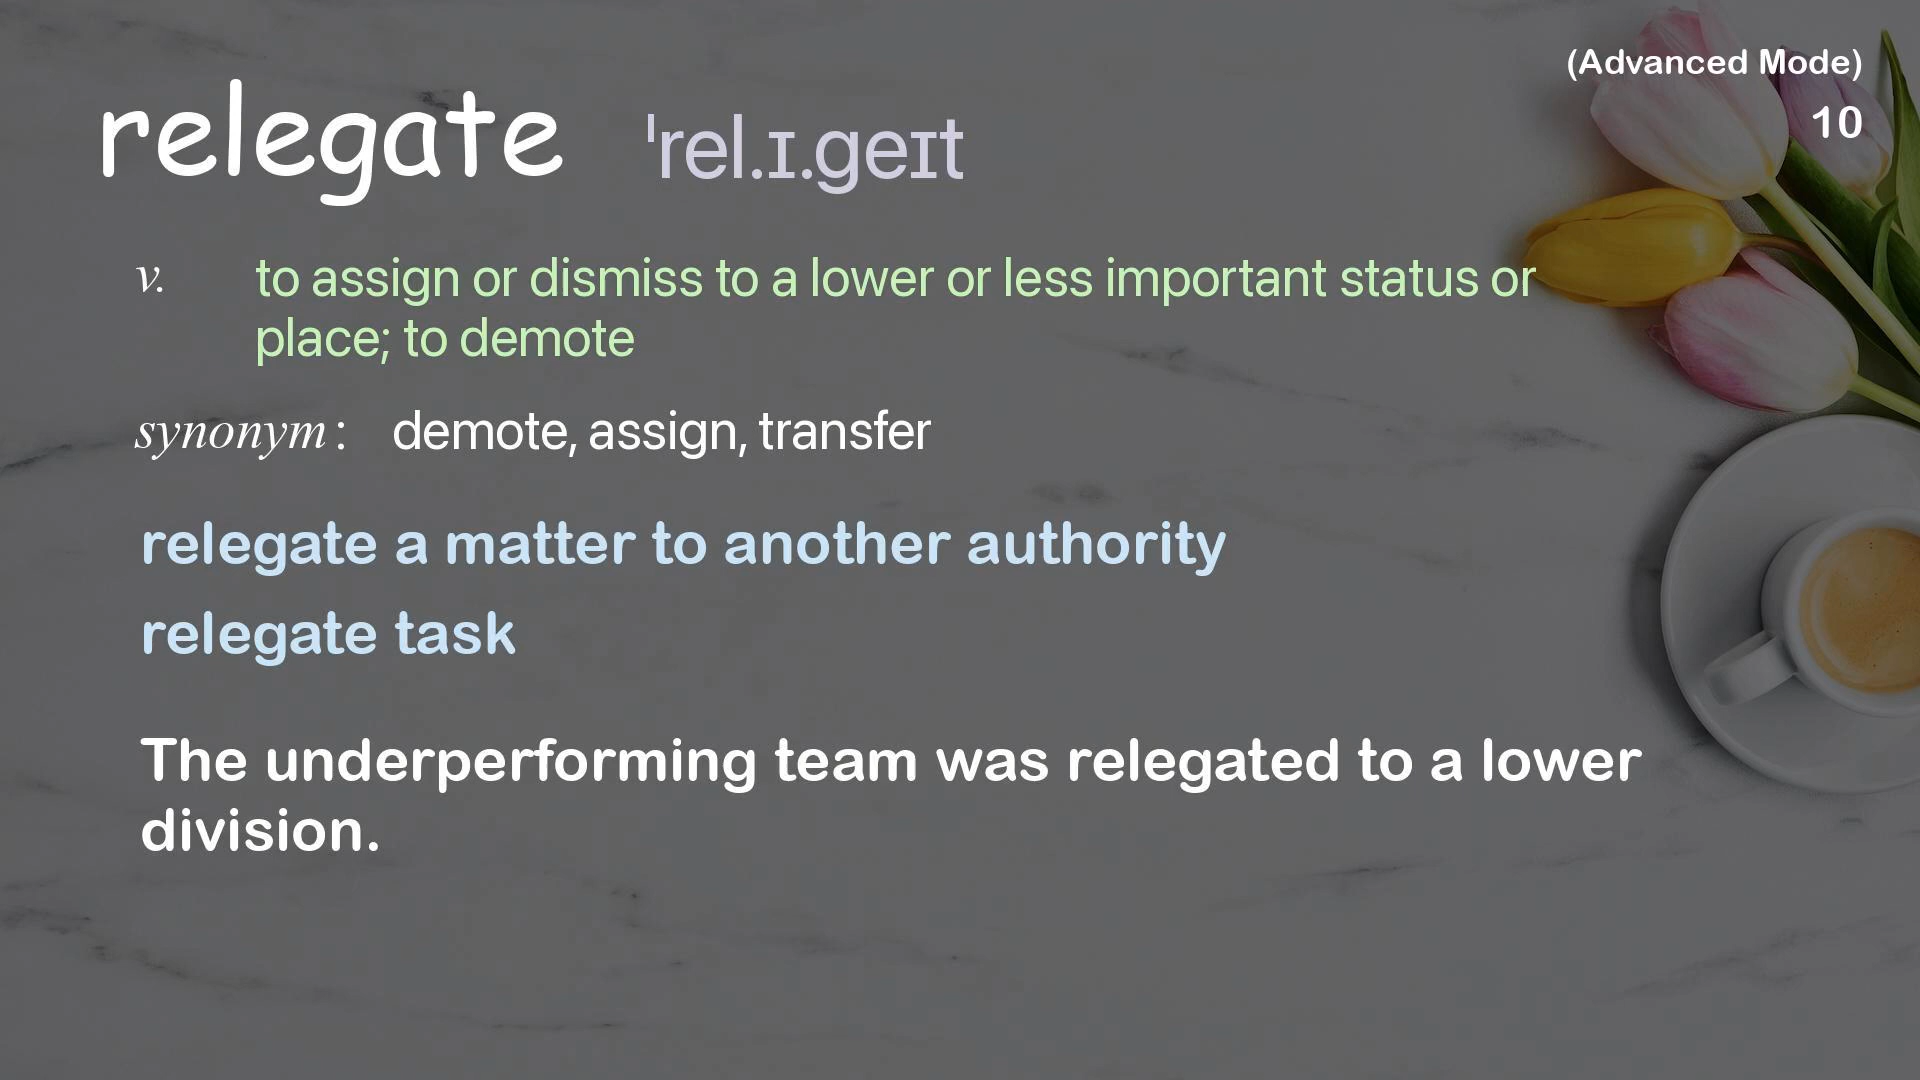 (Advanced Mode)
10
relegate ˈrel.ɪ.geɪt
v. to assign or dismiss to a lower or less important status or
place; to demote
synonym: demote, assign, transfer
relegate a matter to another authority
relegate task
The underperforming team was relegated to a lower
division.